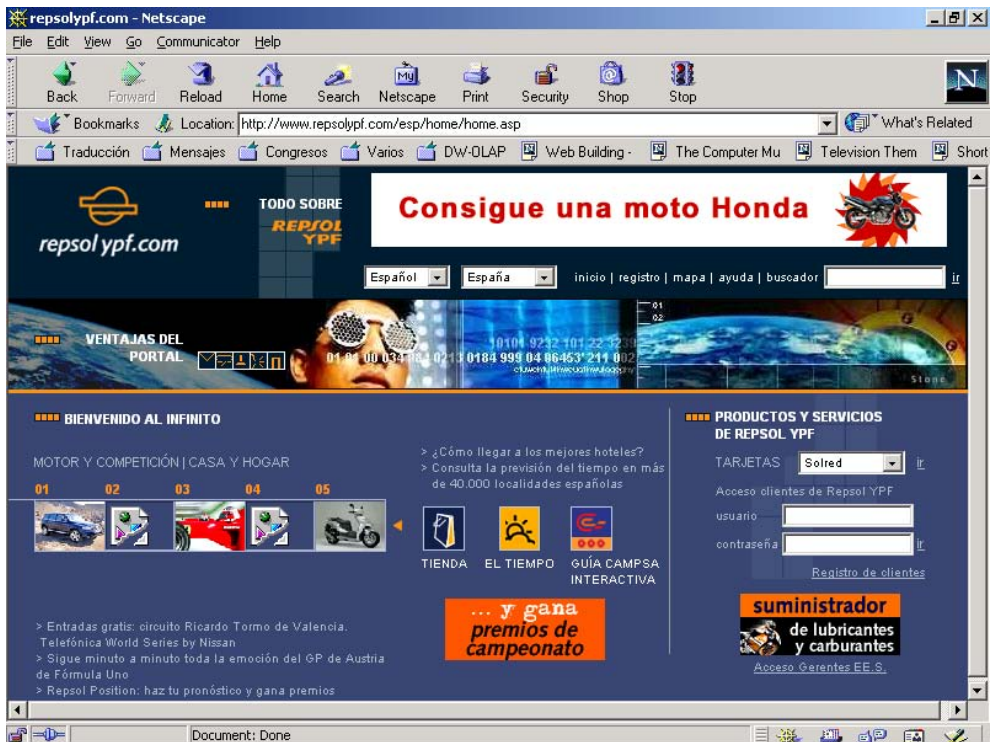 repsolypf.com - Netscape
File Edit View Go Communicator Help
Back Forward Reload Home Search Netscape Print Security Shop Stop
My
N
Bookmarks Location: http://www.repsolypf.com/esp/home/home.asp What's Related
Traducción Mensajes Congresos Varios DW-OLAP Web Building - The Computer Mu Television Them Short
TODO SOBRE
REPSOL
YPF
repsol ypf.com
Consigue una moto Honda
Español España inicio | registro | mapa | ayuda | buscador ir
VENTAJAS DEL
PORTAL
01
02
Stone
BIENVENIDO AL INFINITO
MOTOR Y COMPETICIÓN | CASA Y HOGAR
01 02 03 04 05
> Entradas gratis: circuito Ricardo Tormo de Valencia.
Telefónica World Series by Nissan
> Sigue minuto a minuto toda la emoción del GP de Austria
de Fórmula Uno
> Repsol Position: haz tu pronóstico y gana premios
> ¿Cómo llegar a los mejores hoteles?
> Consulta la previsión del tiempo en más
de 40.000 localidades españolas
TIENDA EL TIEMPO GUÍA CAMPSA
INTERACTIVA
... y gana
premios de
campeonato
PRODUCTOS Y SERVICIOS
DE REPSOL YPF
TARJETAS Solred ir
Acceso clientes de Repsol YPF
usuario
contraseña ir
Registro de clientes
suministrador
de lubricantes
y carburantes
Acceso Gerentes EE.S.
Document: Done